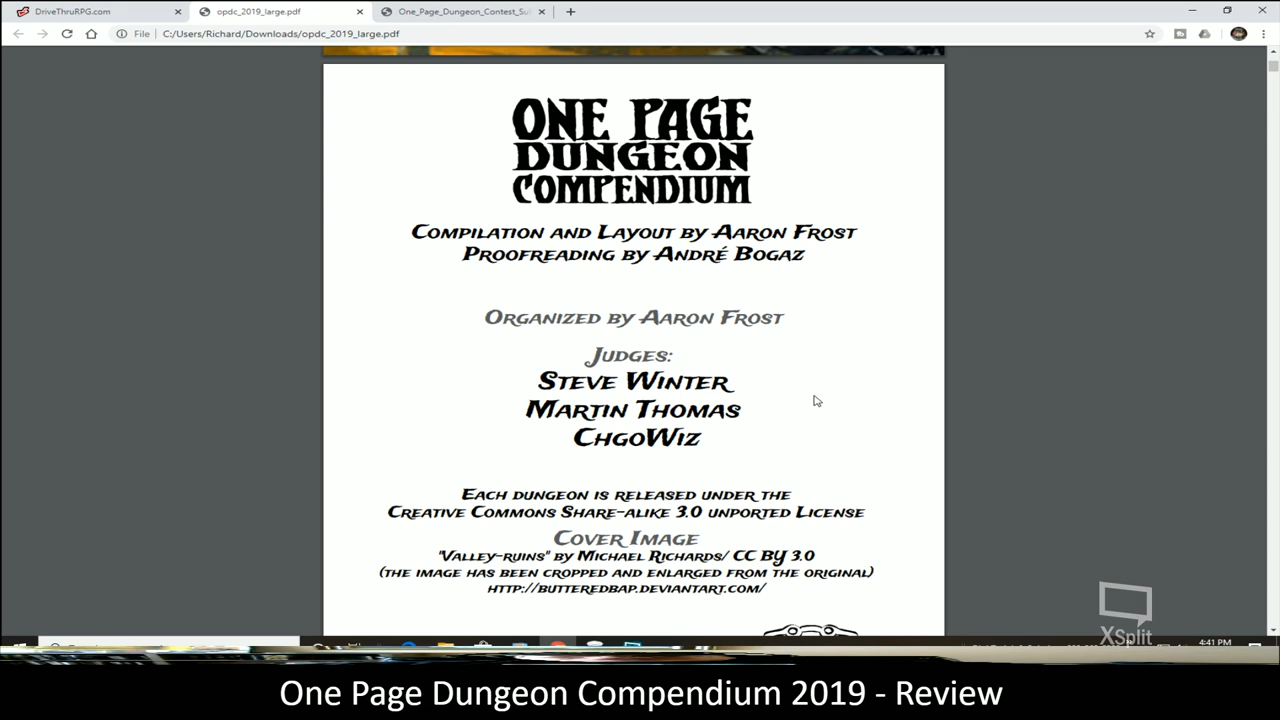 DriveThruRPG.com
opdc_2019_large.pdf
One_Page_Dungeon_Contest_Su
File
C:/Users/Richard/Downloads/opdc_2019_large.pdf
ONE PAGE
DUNGEON
COMPENDIUM
Compilation and Layout by Aaron Frost
Proofreading by André Bogaz
Organized by Aaron Frost
Judges:
Steve Winter
Martin Thomas
ChgoWiz
Each dungeon is released under the
Creative Commons Share-alike 3.0 unported License
Cover Image
"Valley-ruins" by Michael Richards/ CC BY 3.0
(the image has been cropped and enlarged from the original)
http://butteredbap.deviantart.com/
XSplit
4:41 PM
One Page Dungeon Compendium 2019 - Review